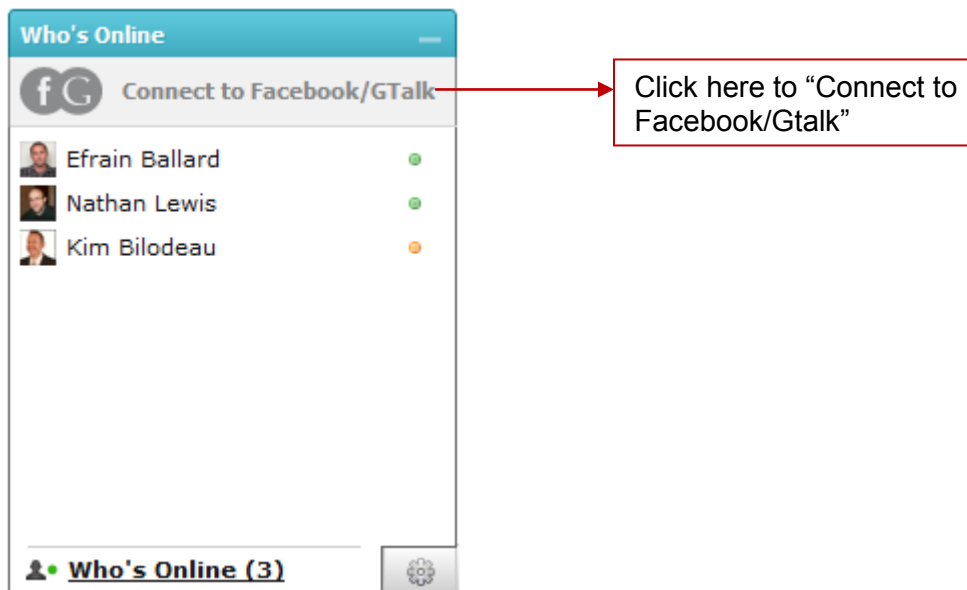 Who's Online
f G Connect to Facebook/GTalk
Click here to “Connect to
Facebook/Gtalk”
Efrain Ballard
Nathan Lewis
Kim Bilodeau
Who's Online (3)